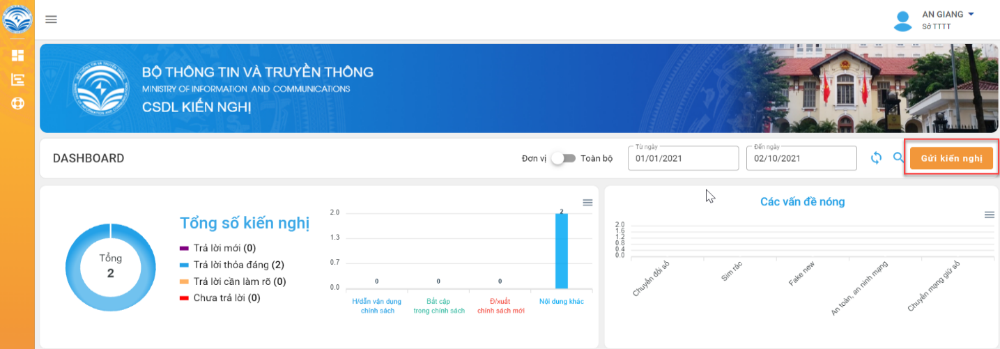 AN GIANG
Sở TTTT
BỘ THÔNG TIN VÀ TRUYỀN THÔNG
MINISTRY OF INFORMATION AND COMMUNICATIONS
CSDL KIẾN NGHỊ
DASHBOARD
Đơn vị Toàn bộ
Từ ngày
01/01/2021
Đến ngày
02/10/2021
Gửi kiến nghị
Tổng
2
Tổng số kiến nghị
Trả lời mới (0)
Trả lời thỏa đáng (2)
Trả lời cần làm rõ (0)
Chưa trả lời (0)
2.0
1.3
0.7
0.0
0
0
0
2
H/dẫn vận dụng
chính sách
Bất cập
trong chính sách
Đ/xuất
chính sách mới
Nội dung khác
Các vấn đề nóng
2.0
1.6
1.2
0.8
0.4
0.0
Chuyển đổi số
Sim rác
Fake new
An toàn, an ninh mạng
Chuyển mạng giữ số